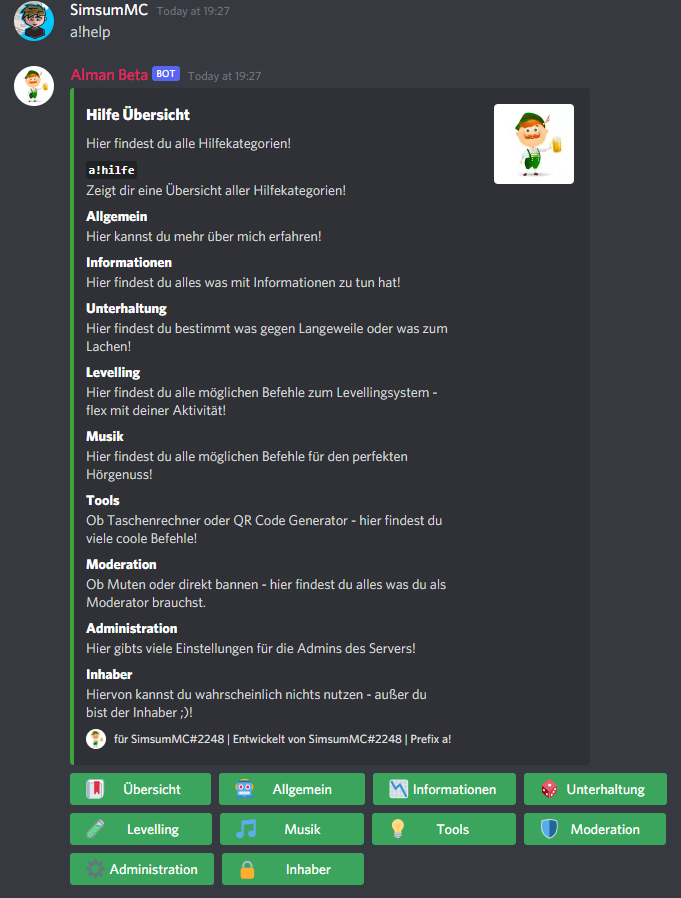 SimsumMC Today at 19:27
a!help
Alman Beta BOT Today at 19:27
Hilfe Übersicht
Hier findest du alle Hilfekategorien!
a!hilfe
Zeigt dir eine Übersicht aller Hilfekategorien!
Allgemein
Hier kannst du mehr über mich erfahren!
Informationen
Hier findest du alles was mit Informationen zu tun hat!
Unterhaltung
Hier findest du bestimmt was gegen Langeweile oder was zum
Lachen!
Levelling
Hier findest du alle möglichen Befehle zum Levellingsystem -
flex mit deiner Aktivität!
Musik
Hier findest du alle möglichen Befehle für den perfekten
Hörgenuss!
Tools
Ob Taschenrechner oder QR Code Generator - hier findest du
viele coole Befehle!
Moderation
Ob Muten oder direkt bannen - hier findest du alles was du als
Moderator brauchst.
Administration
Hier gibts viele Einstellungen für die Admins des Servers!
Inhaber
Hiervon kannst du wahrscheinlich nichts nutzen - außer du
bist der Inhaber ;)!
für SimsumMC#2248 | Entwickelt von SimsumMC#2248 | Prefix a!
Übersicht Allgemein Informationen Unterhaltung
Levelling Musik Tools Moderation
Administration Inhaber